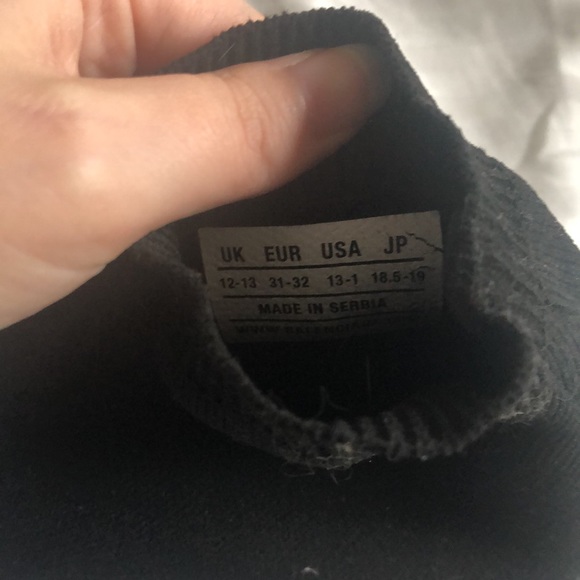 UK EUR USA JP
12-13 31-32 13-1 18.5-19
MADE IN SERBIA